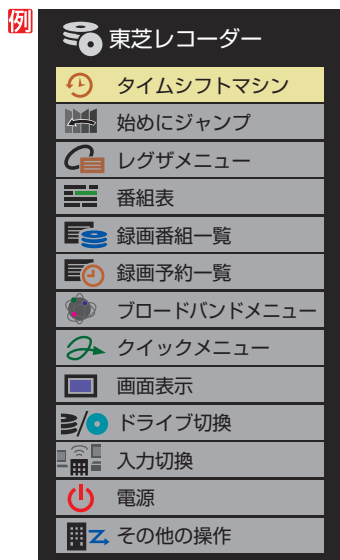 例
東芝レコーダー
タイムシフトマシン
始めにジャンプ
レグザメニュー
番組表
録画番組一覧
録画予約一覧
ブロードバンドメニュー
クイックメニュー
画面表示
ドライブ切換
入力切換
電源
その他の操作